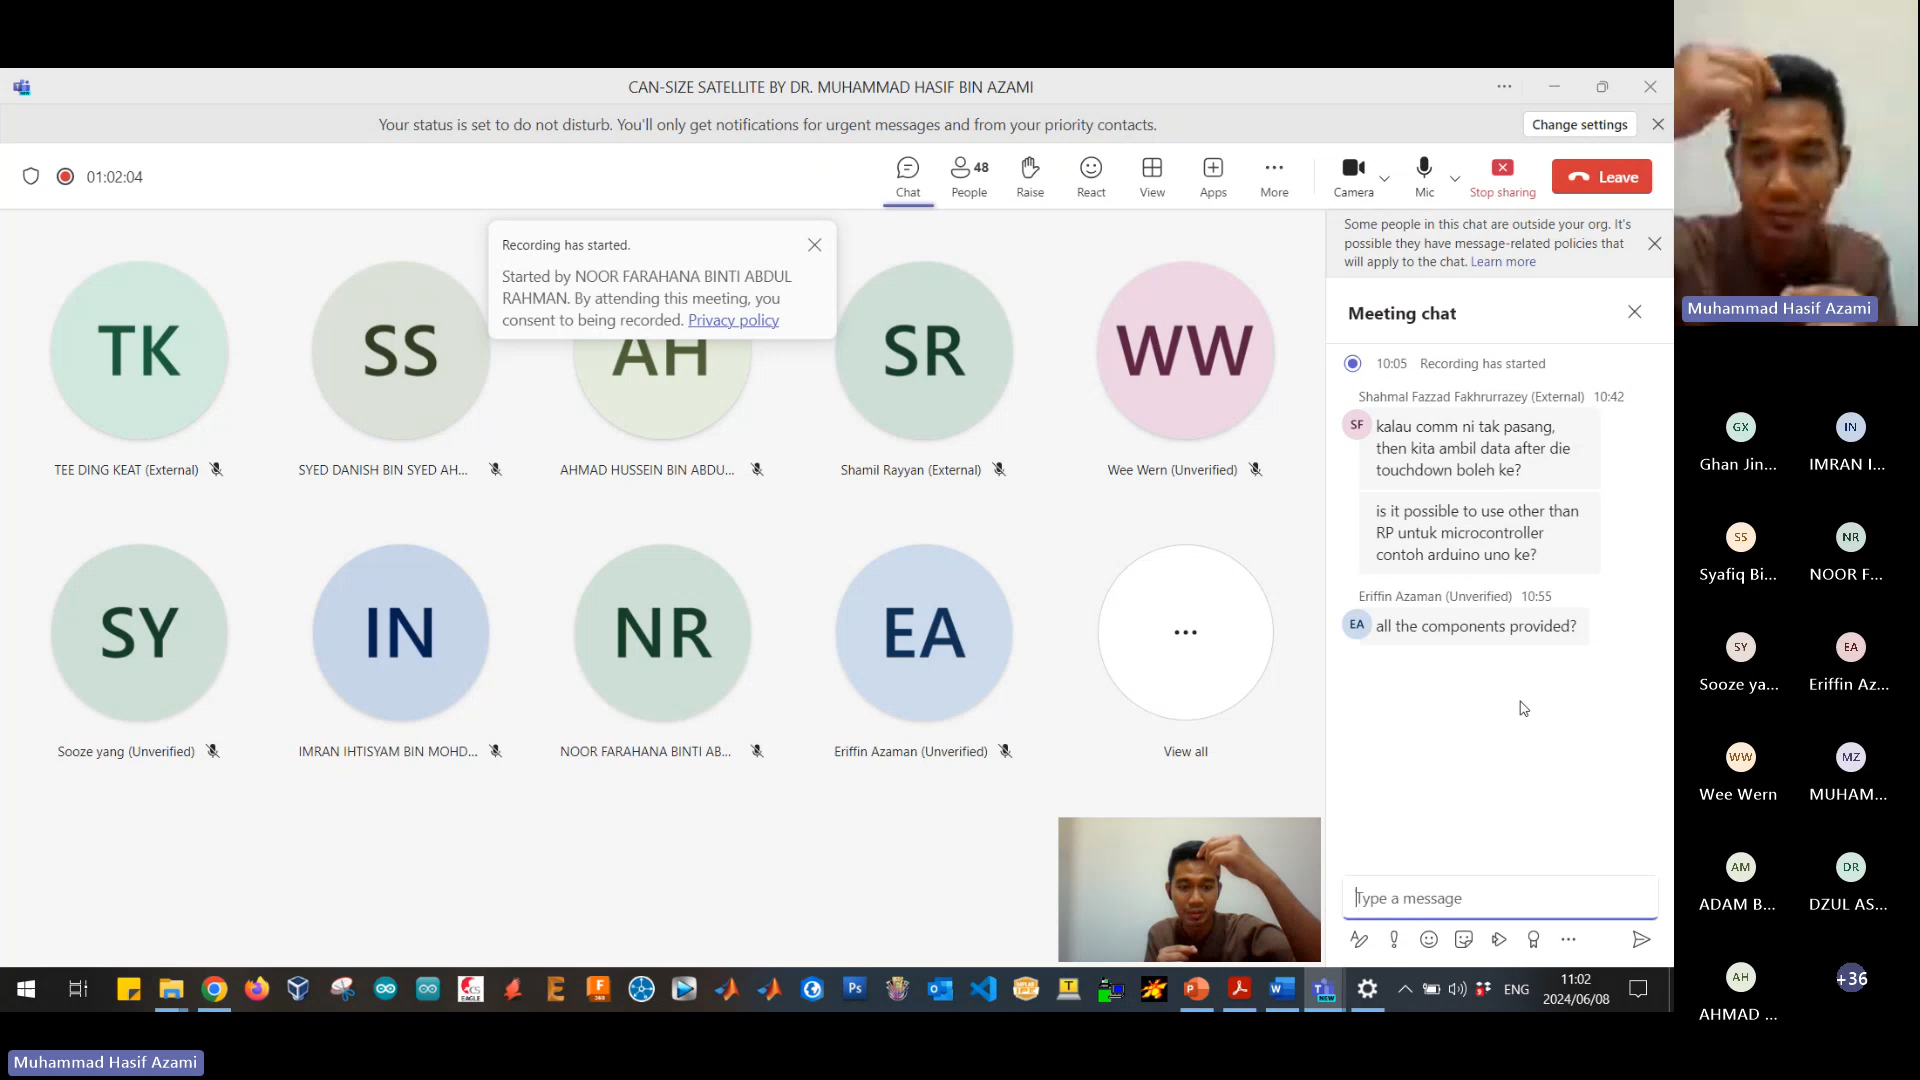 CAN-SIZE SATELLITE BY DR. MUHAMMAD HASIF BIN AZAMI
Your status is set to do not disturb. You'll only get notifications for urgent messages and from your priority contacts.
Change settings
01:02:04
Chat
48
People
Raise
React
View
Apps
More
Camera
Mic
Stop sharing
Leave
Recording has started.
Started by NOOR FARAHANA BINTI ABDUL
RAHMAN. By attending this meeting, you
consent to being recorded. Privacy policy
TK
SS
AH
SR
WW
TEE DING KEAT (External)
SYED DANISH BIN SYED AH...
AHMAD HUSSEIN BIN ABDU...
Shamil Rayyan (External)
Wee Wern (Unverified)
SY
IN
NR
EA
Sooze yang (Unverified)
IMRAN IHTISYAM BIN MOHD...
NOOR FARAHANA BINTI AB...
Eriffin Azaman (Unverified)
View all
Some people in this chat are outside your org. It's
possible they have message-related policies that
will apply to the chat. Learn more
Meeting chat
10:05 Recording has started
Shahmal Fazzad Fakhrurrazey (External) 10:42
SF
kalau comm ni tak pasang,
then kita ambil data after die
touchdown boleh ke?
is it possible to use other than
RP untuk microcontroller
contoh arduino uno ke?
Eriffin Azaman (Unverified) 10:55
EA
all the components provided?
Type a message
Muhammad Hasif Azami
GX
IN
Ghan Jin...
IMRAN I...
SS
NR
Syafiq Bi...
NOOR F...
SY
EA
Sooze ya...
Eriffin Az...
WW
MZ
Wee Wern
MUHAM...
AM
DR
ADAM B...
DZUL AS...
AH
+36
AHMAD ...
EAGLE
F
360
Ps
T
NEW
ENG
11:02
2024/06/08
Muhammad Hasif Azami